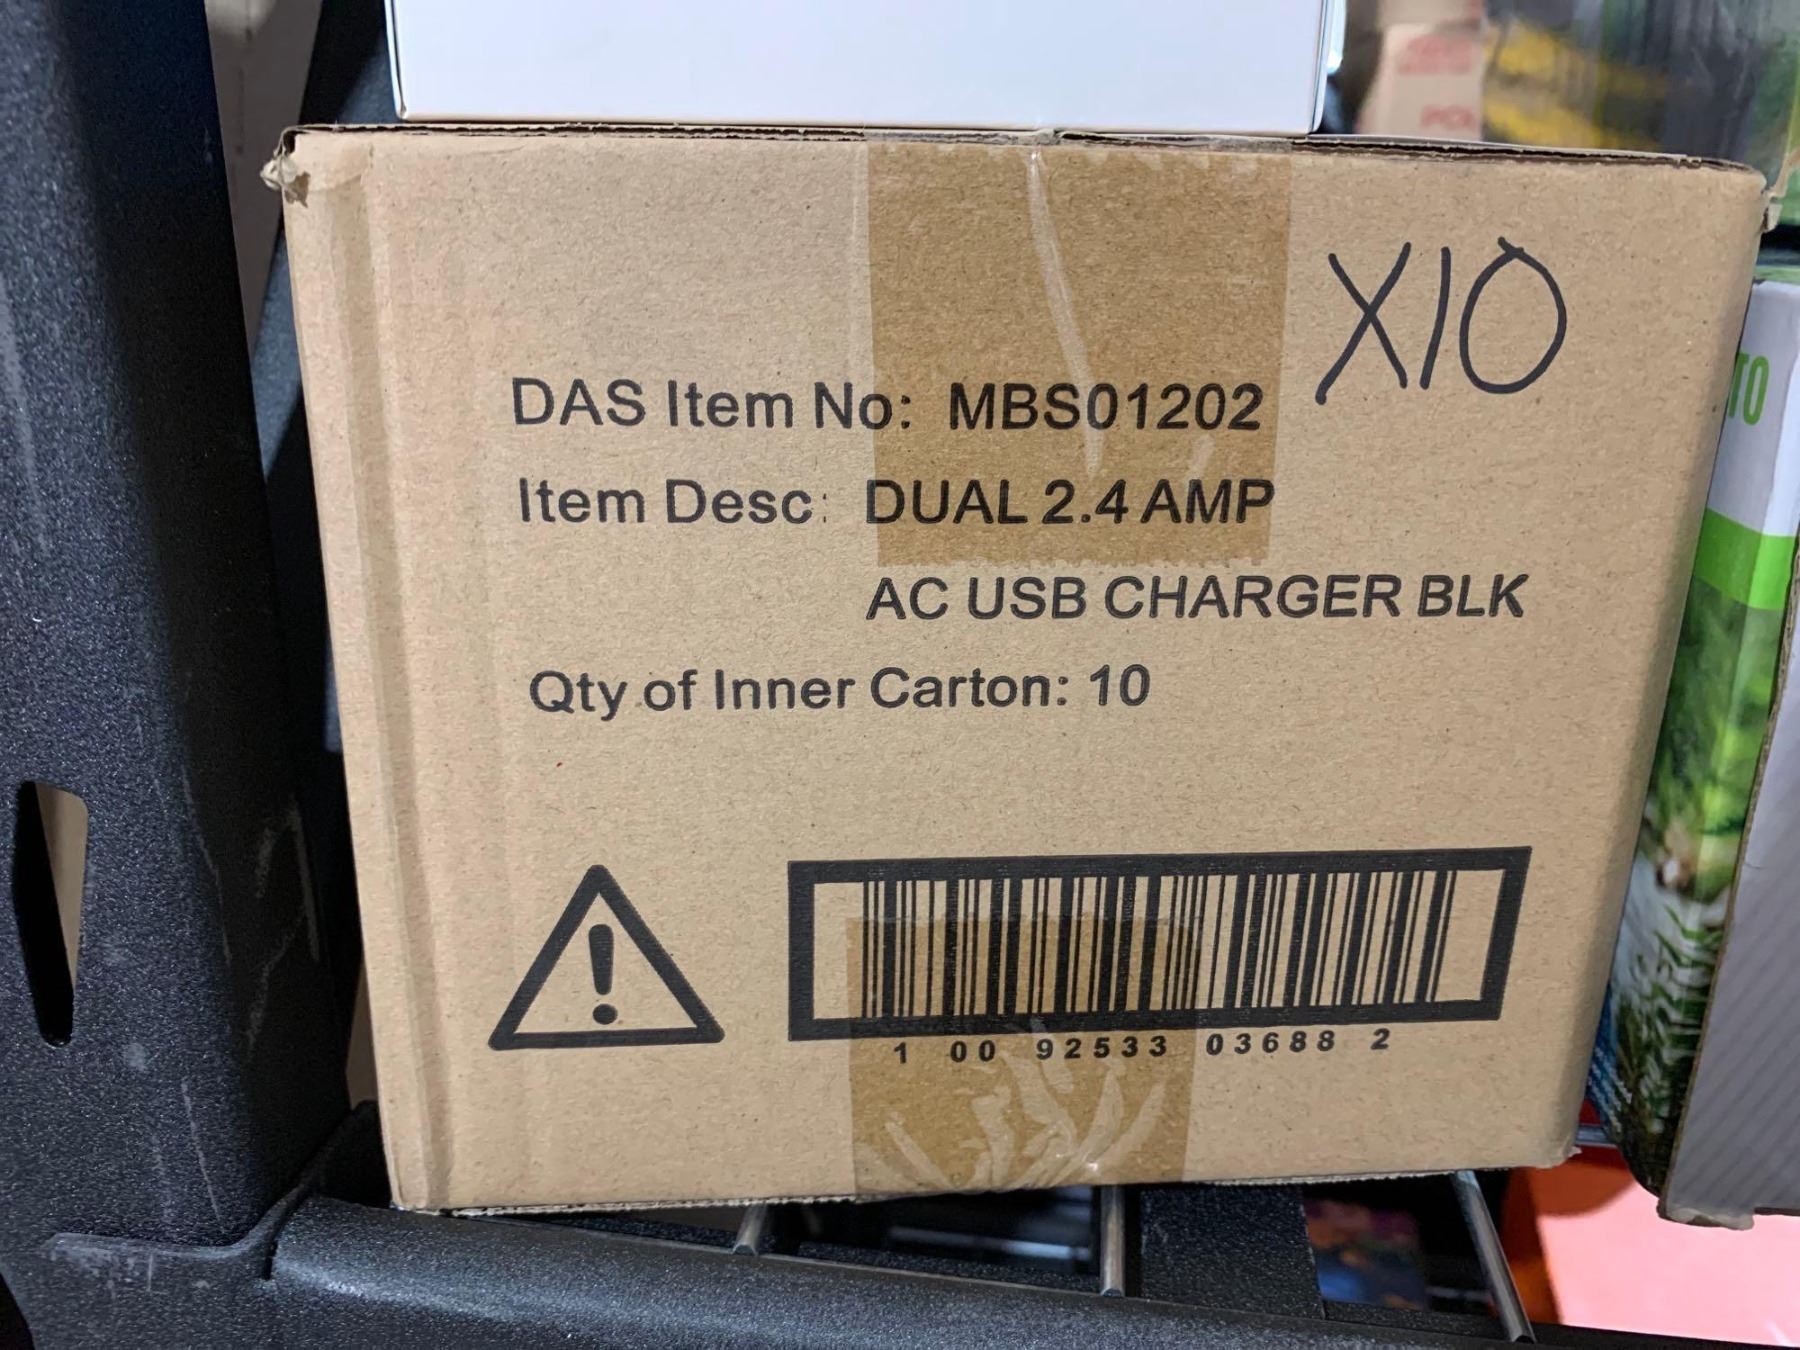 X10
DAS Item No: MBS01202
Item Desc: DUAL 2.4 AMP
AC USB CHARGER BLK
Qty of Inner Carton: 10
1 00 92533 03688 2
TO